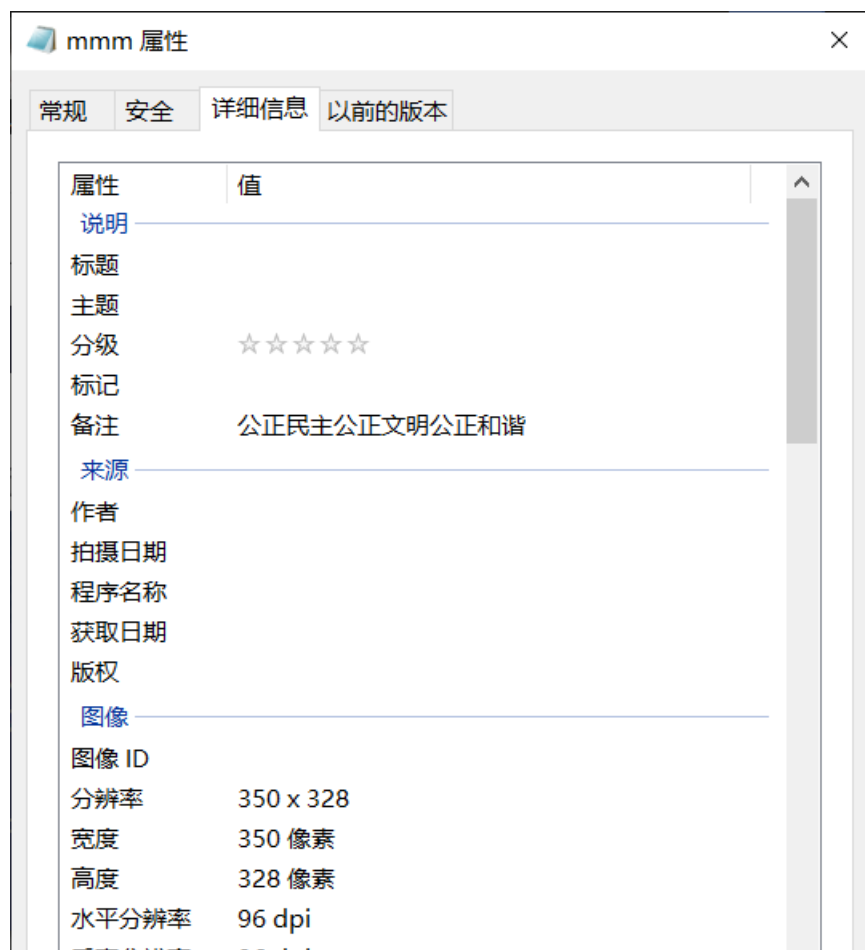 mmm 属性
常规 安全 详细信息 以前的版本
属性 值
说明
标题
主题
分级 ☆☆☆☆☆
标记
备注 公正民主公正文明公正和谐
来源
作者
拍摄日期
程序名称
获取日期
版权
图像
图像 ID
分辨率 350 x 328
宽度 350 像素
高度 328 像素
水平分辨率 96 dpi